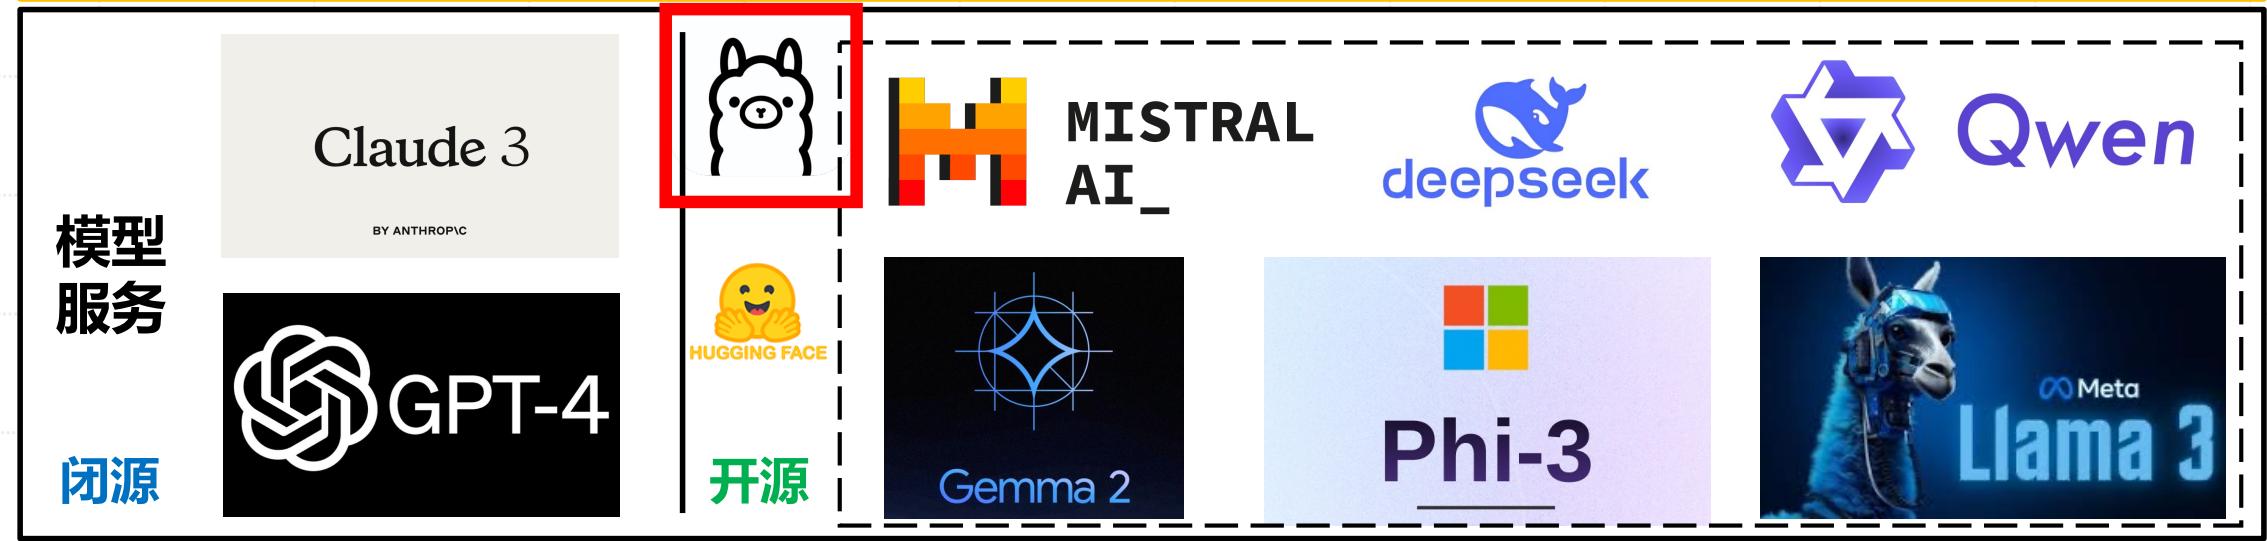 模型
服务
闭源
Claude 3
BY ANTHROP\C
GPT-4
HUGGING FACE
开源
MISTRAL
AI_
deepseek
Qwen
Gemma 2
Phi-3
Meta
Llama 3